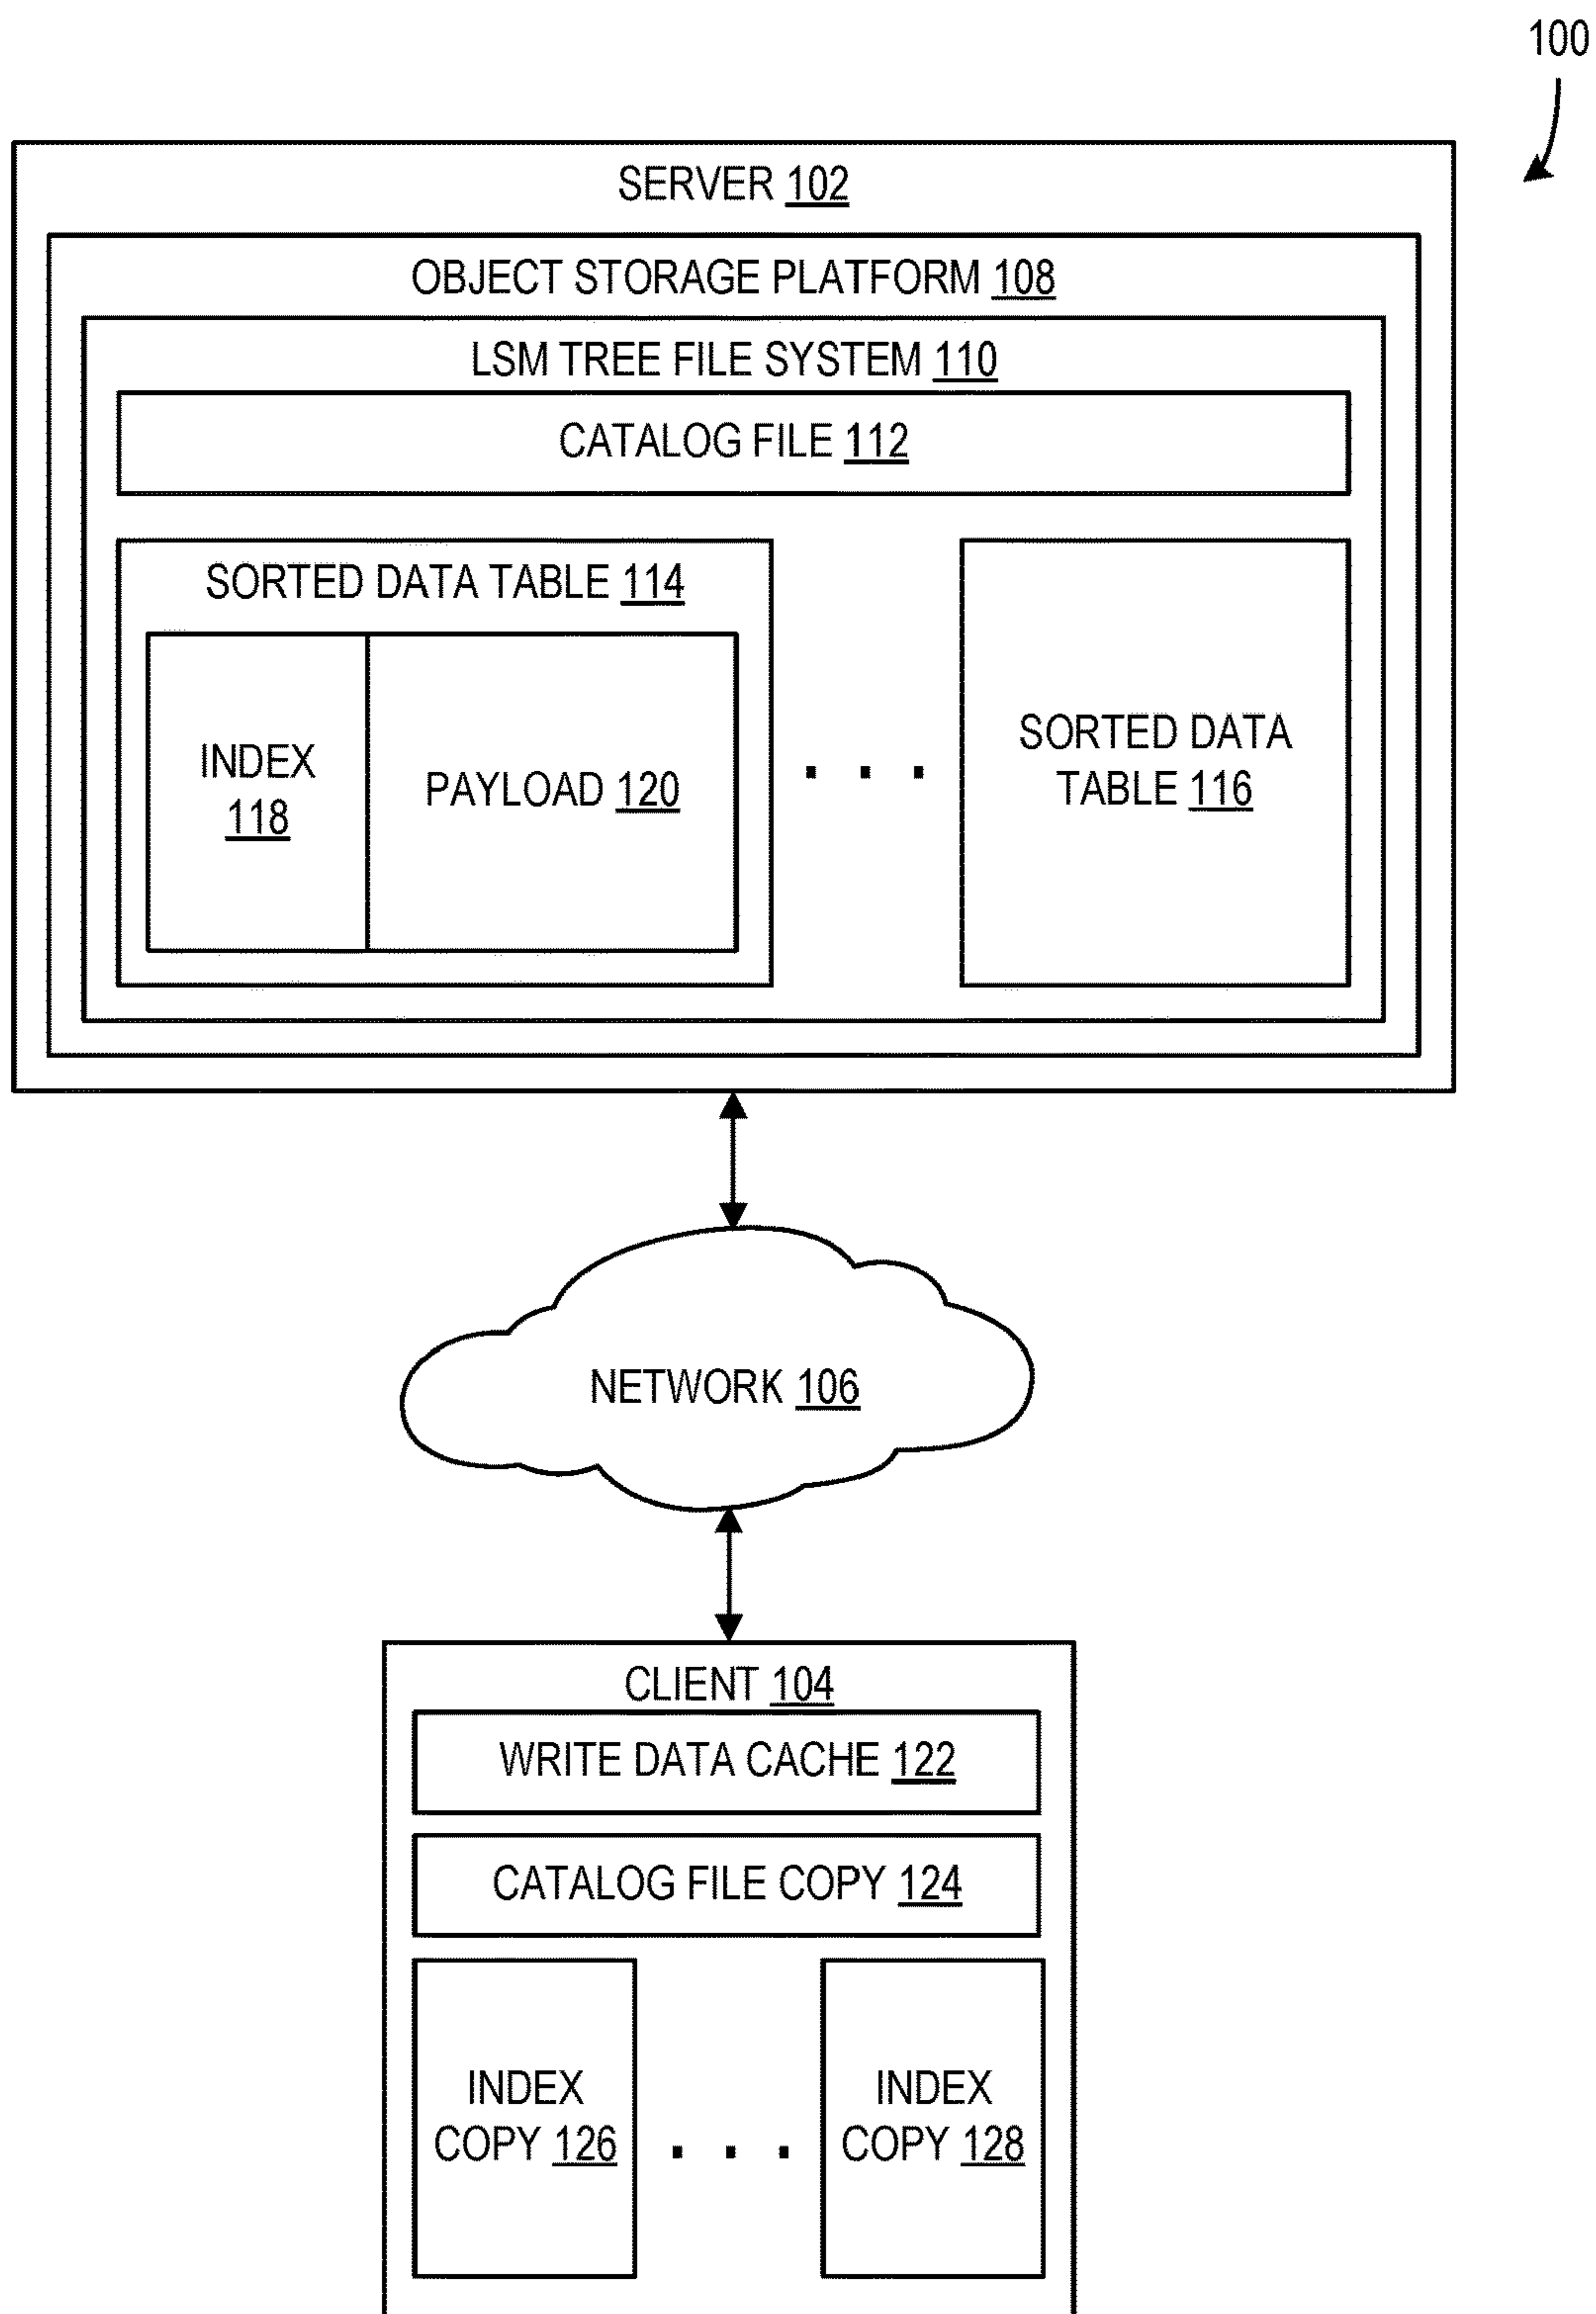 100
SERVER 102
OBJECT STORAGE PLATFORM 108
LSM TREE FILE SYSTEM 110
CATALOG FILE 112
SORTED DATA TABLE 114
INDEX
118
PAYLOAD 120
. . .
SORTED DATA
TABLE 116
NETWORK 106
CLIENT 104
WRITE DATA CACHE 122
CATALOG FILE COPY 124
INDEX
COPY 126
. . .
INDEX
COPY 128